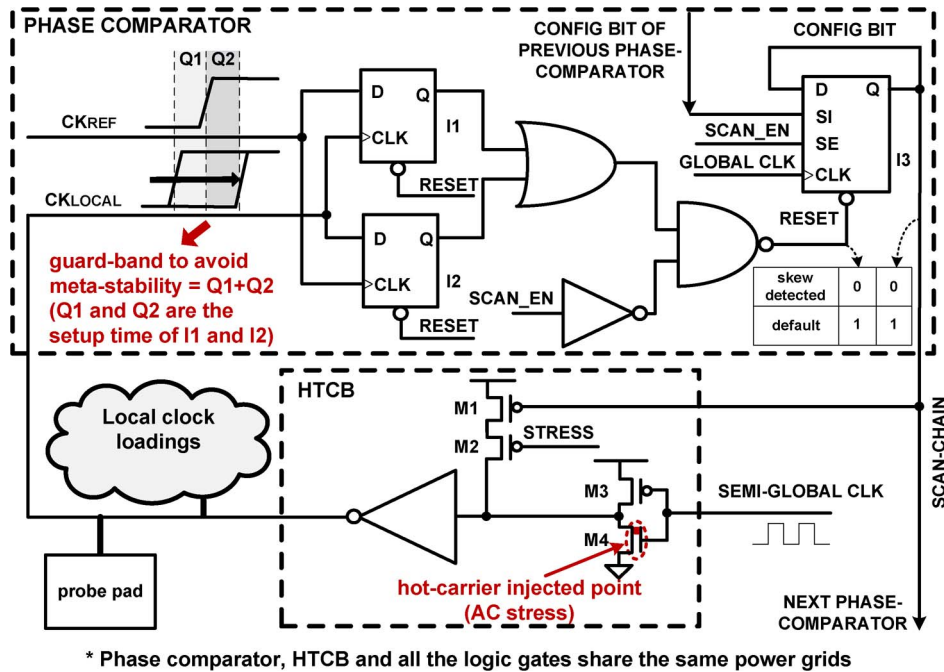 PHASE COMPARATOR
Q1 Q2
CKREF
CKLOCAL
guard-band to avoid
meta-stability = Q1+Q2
(Q1 and Q2 are the
setup time of I1 and I2)
D Q
CLK
I1
RESET
D Q
CLK
I2
RESET
SCAN_EN
CONFIG BIT OF
PREVIOUS PHASE-
COMPARATOR
CONFIG BIT
D Q
SI
SCAN_EN
SE
GLOBAL CLK
CLK
I3
RESET
skew
detected
0 0
default
1 1
SCAN-CHAIN
HTCB
M1
M2
STRESS
M3
M4
SEMI-GLOBAL CLK
hot-carrier injected point
(AC stress)
Local clock
loadings
probe pad
NEXT PHASE-
COMPARATOR
* Phase comparator, HTCB and all the logic gates share the same power grids